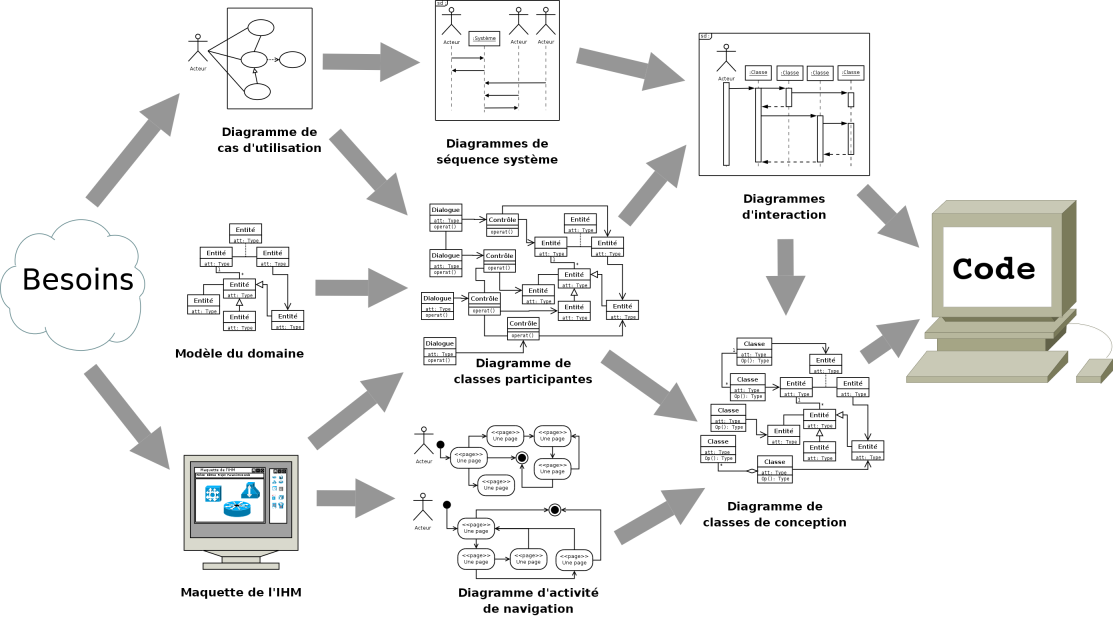 Besoins
Acteur
Diagramme de
cas d'utilisation
sd:
Acteur
:Système
Acteur
Acteur
Diagrammes de
séquence système
sd:
Acteur
:Classe
:Classe
:Classe
:Classe
Diagrammes
d'interaction
Entité
att: Type
Entité
att: Type
Entité
att: Type
1
*
Entité
att: Type
Entité
att: Type
Entité
att: Type
Entité
att: Type
Modèle du domaine
Dialogue
att: Type
operat()
Contrôle
operat()
Entité
att: Type
Entité
att: Type
Entité
att: Type
1
*
Dialogue
att: Type
operat()
Contrôle
operat()
Entité
att: Type
Entité
att: Type
Dialogue
att: Type
operat()
Contrôle
operat()
Entité
att: Type
Entité
att: Type
Contrôle
operat()
Dialogue
att: Type
operat()
Diagramme de
classes participantes
Code
Classe
att: Type
Op(): Type
1
*
Entité
att: Type
Classe
att: Type
Op(): Type
Entité
att: Type
Entité
att: Type
1
*
Classe
att: Type
Op(): Type
Entité
att: Type
Entité
att: Type
Classe
att: Type
Op(): Type
*
Entité
att: Type
Entité
att: Type
Classe
att: Type
Op(): Type
Diagramme de
classes de conception
Maquette de l'IHM
Maquette de l'IHM
Acteur
<<page>>
Une page
<<page>>
Une page
<<page>>
Une page
<<page>>
Une page
<<page>>
Une page
Acteur
<<page>>
Une page
<<page>>
Une page
<<page>>
Une page
<<page>>
Une page
Diagramme d'activité
de navigation